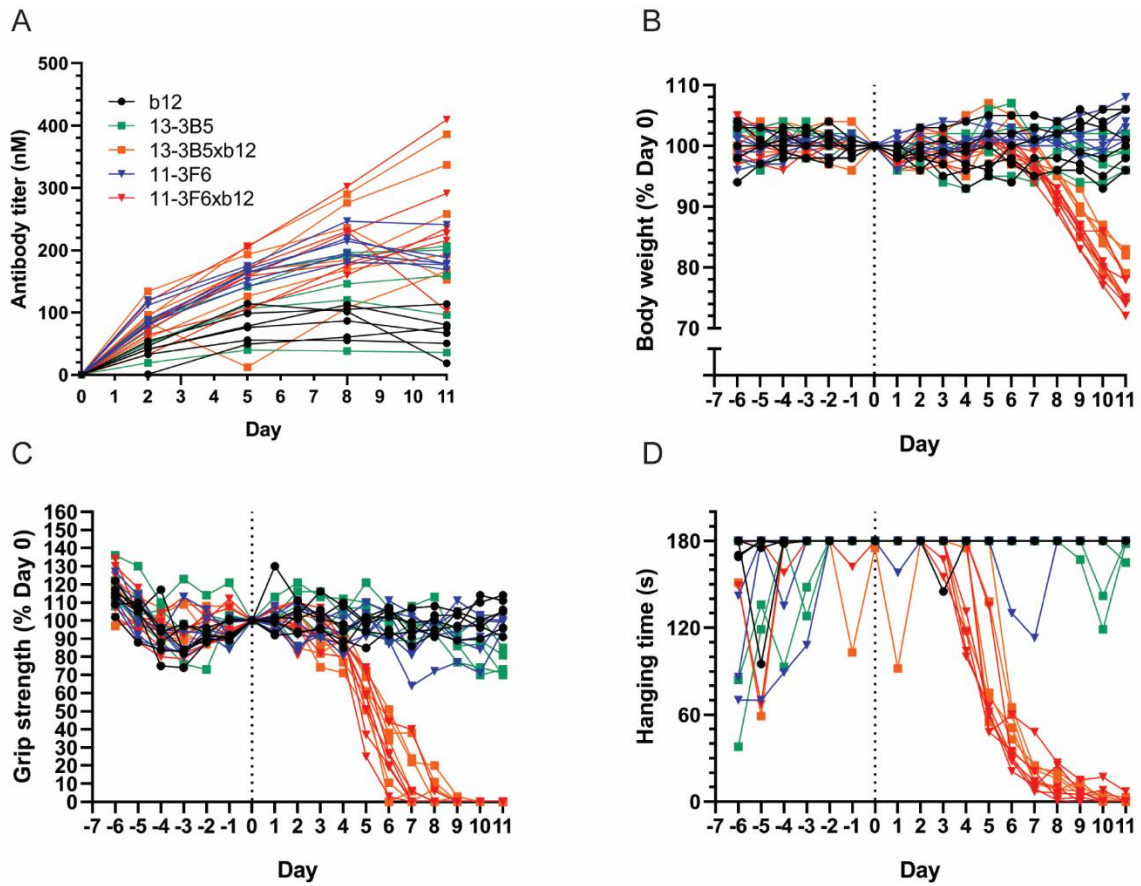 A
Antibody titer (nM)
500
400
300
200
100
0
b12
13-3B5
13-3B5xb12
11-3F6
11-3F6xb12
0 1 2 3 4 5 6 7 8 9 10 11
Day
B
Body weight (% Day 0)
110
100
90
80
70
-7 -6 -5 -4 -3 -2 -1 0 1 2 3 4 5 6 7 8 9 10 11
Day
C
Grip strength (% Day 0)
160
150
140
130
120
110
100
90
80
70
60
50
40
30
20
10
0
-7 -6 -5 -4 -3 -2 -1 0 1 2 3 4 5 6 7 8 9 10 11
Day
D
Hanging time (s)
180
120
60
0
-7 -6 -5 -4 -3 -2 -1 0 1 2 3 4 5 6 7 8 9 10 11
Day